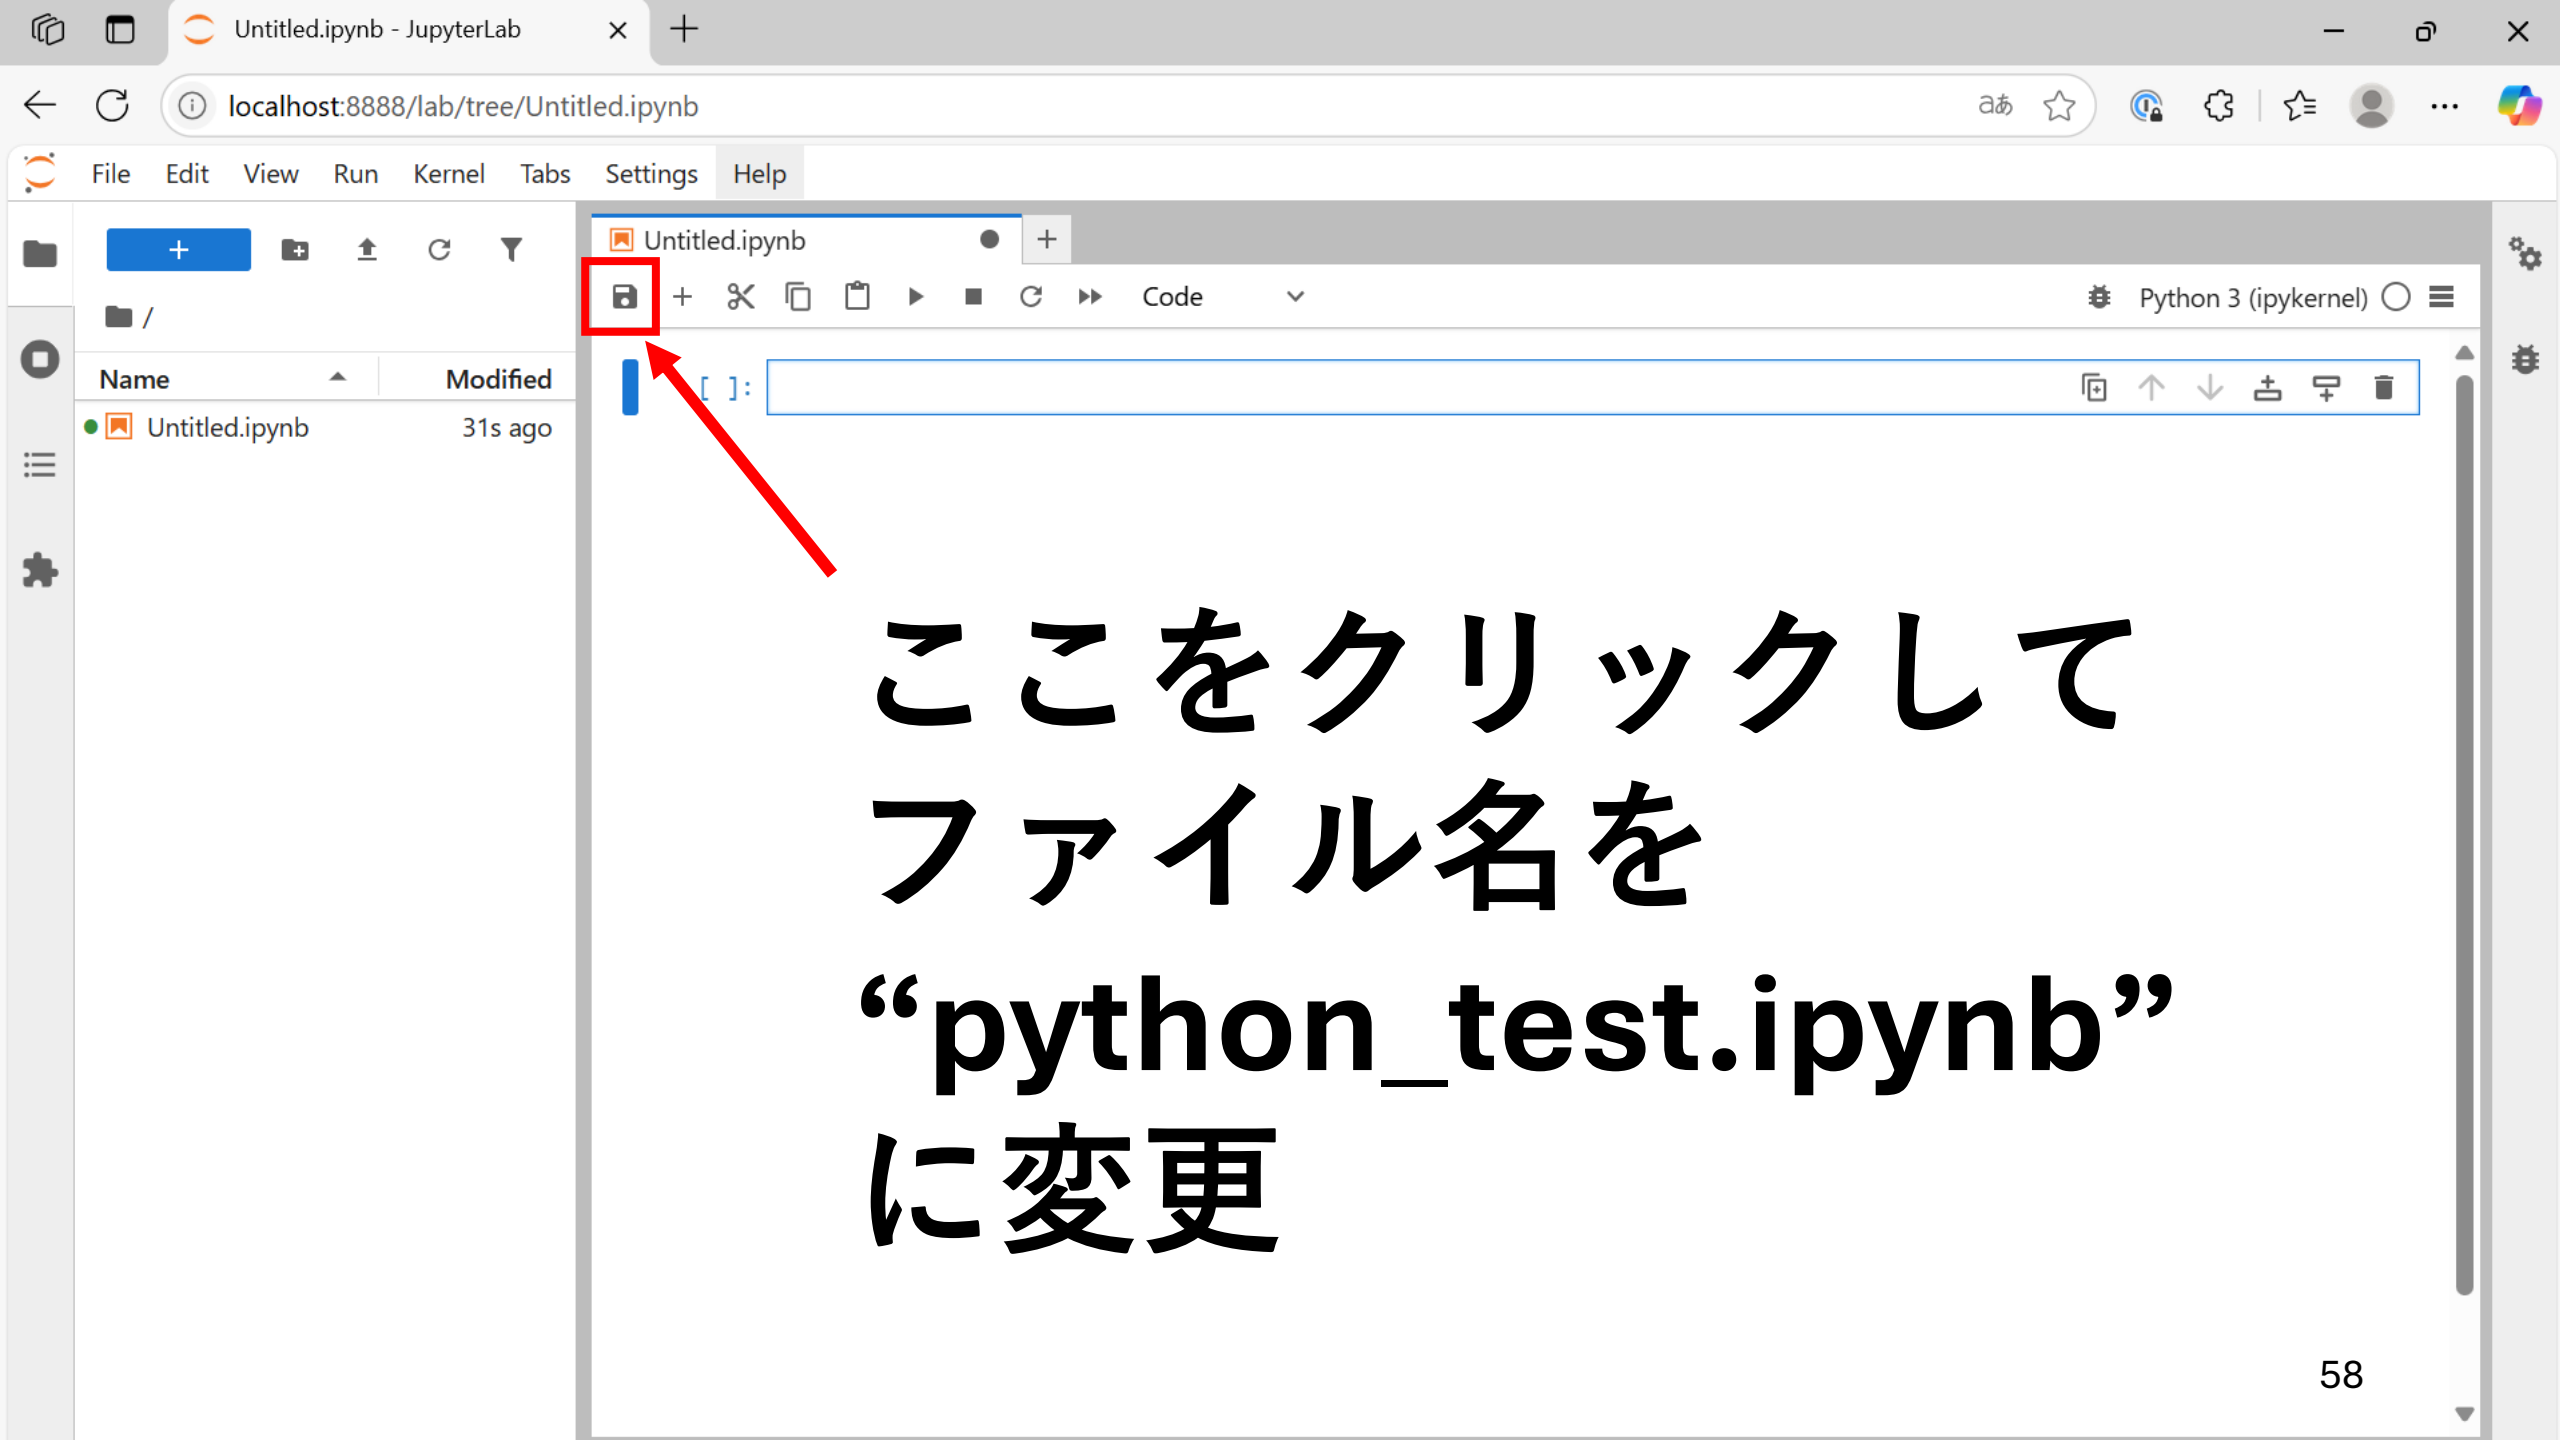 Untitled.ipynb - JupyterLab
localhost:8888/lab/tree/Untitled.ipynb
aあ
File Edit View Run Kernel Tabs Settings Help
Untitled.ipynb
Code
Python 3 (ipykernel)
/
Name Modified
Untitled.ipynb 31s ago
[ ]:
ここをクリックして
ファイル名を
“python_test.ipynb”
に変更
58